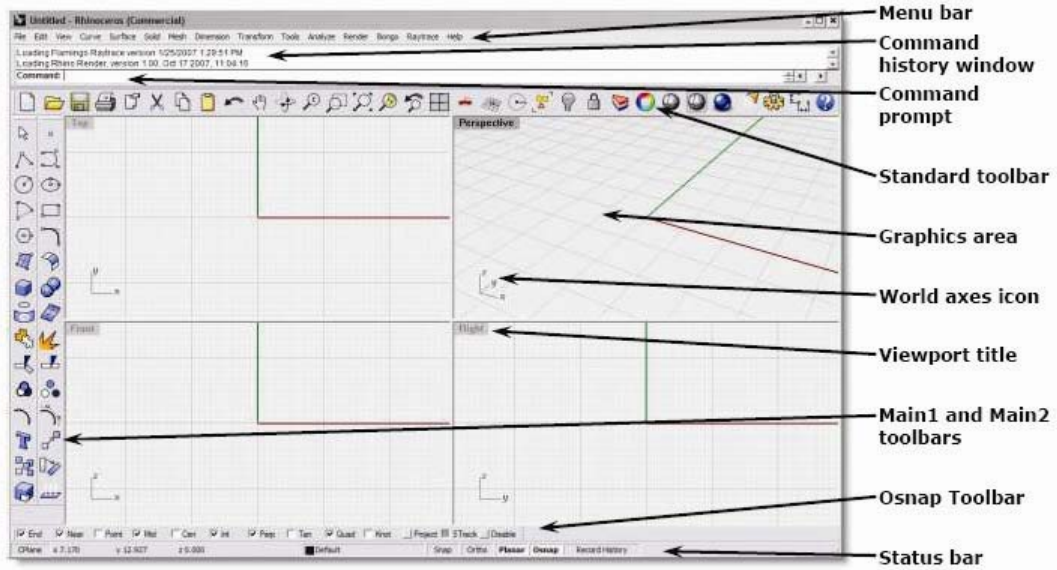 Untitled - Rhinoceros (Commercial)
File Edit View Curve Surface Solid Mesh Dimension Transform Tools Analyze Render Bongo Raytrace Help
Loading Flamingo Raytrace version 1/25/2007 1:29:51 PM
Loading Rhino Render, version 1.00, Oct 17 2007, 11:04:16
Command:
Menu bar
Command
history window
Command
prompt
Standard toolbar
Top
Perspective
Graphics area
y
x
z
y
x
World axes icon
Front
Right
Viewport title
Main1 and Main2
toolbars
z
x
z
y
Osnap Toolbar
End Near Point Mid Cen Int Perp Tan Quad Knot Project STrack Disable
CPlane x 7.170 y 12.927 z 0.000 Default Snap Ortho Planar Osnap Record History
Status bar